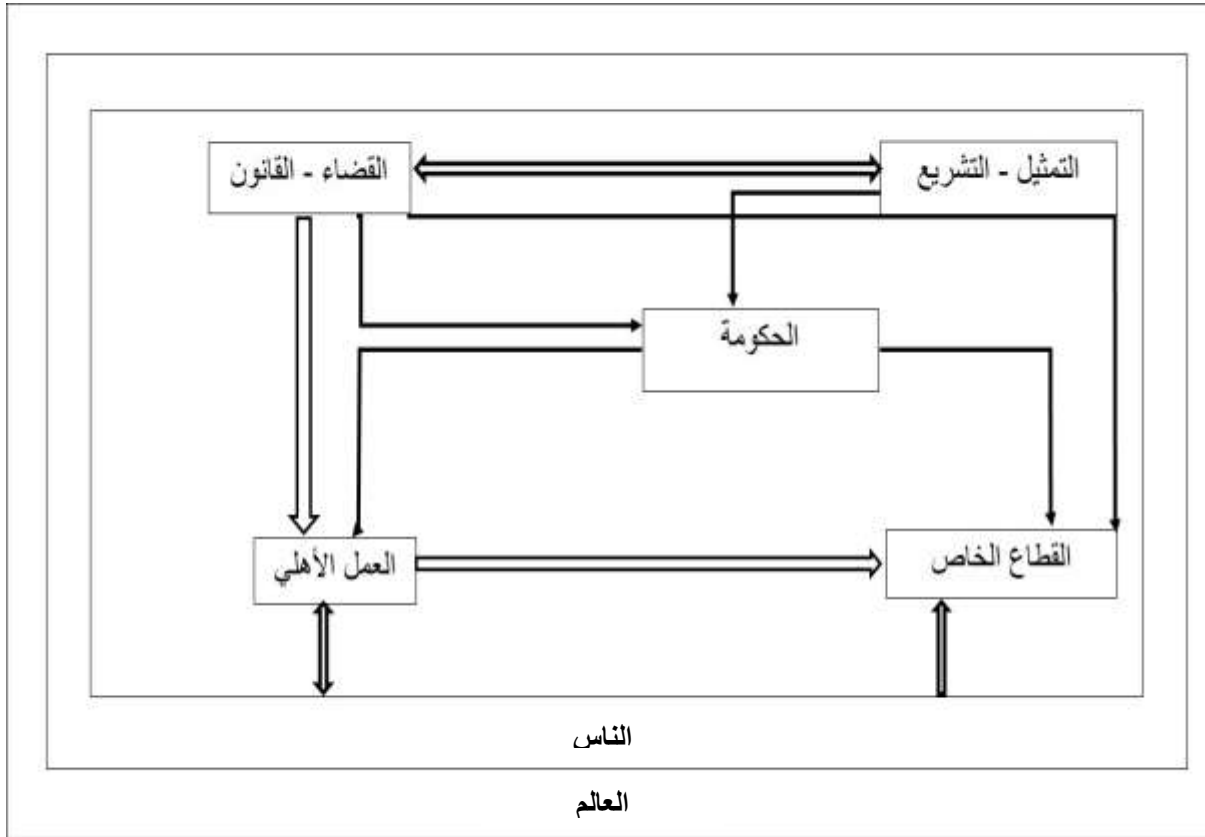 التمثيل - التشريع
القضاء - القانون
الحكومة
القطاع الخاص
العمل الأهلي
الناس
العالم